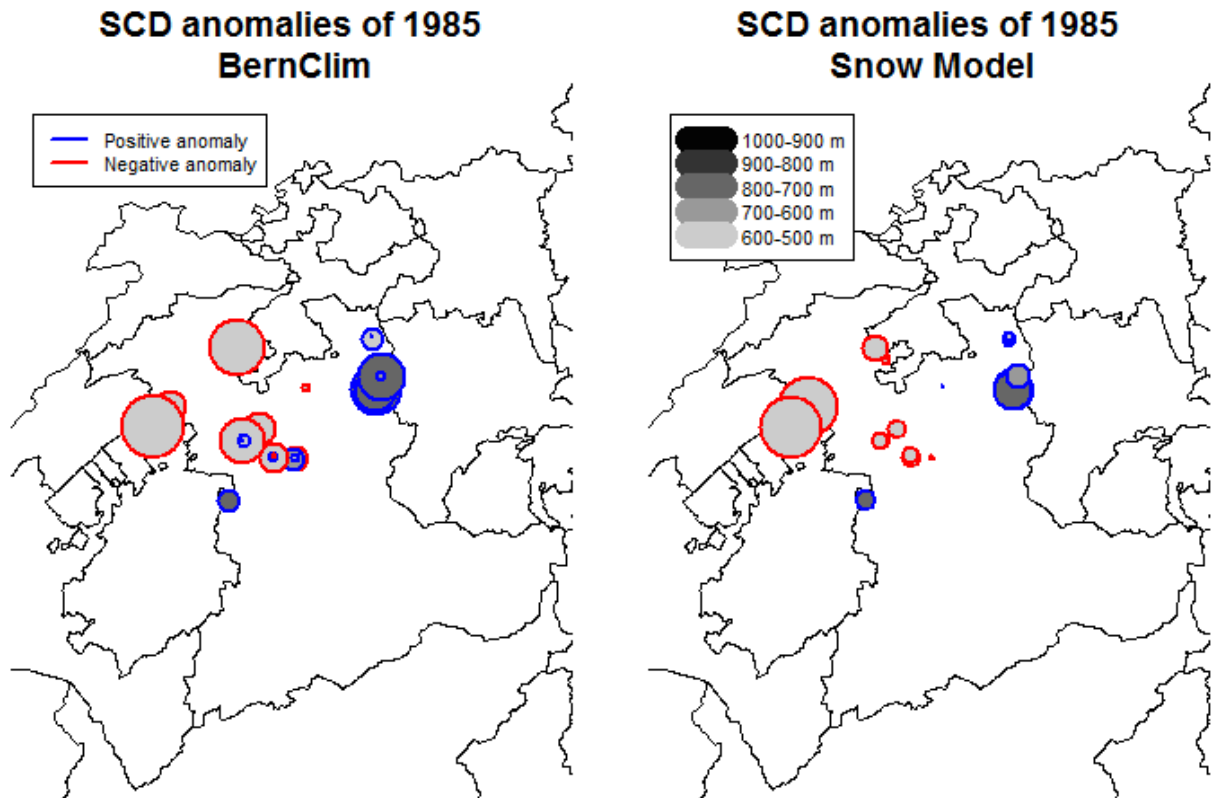 SCD anomalies of 1985
BernClim
Positive anomaly
Negative anomaly
SCD anomalies of 1985
Snow Model
1000-900 m
900-800 m
800-700 m
700-600 m
600-500 m